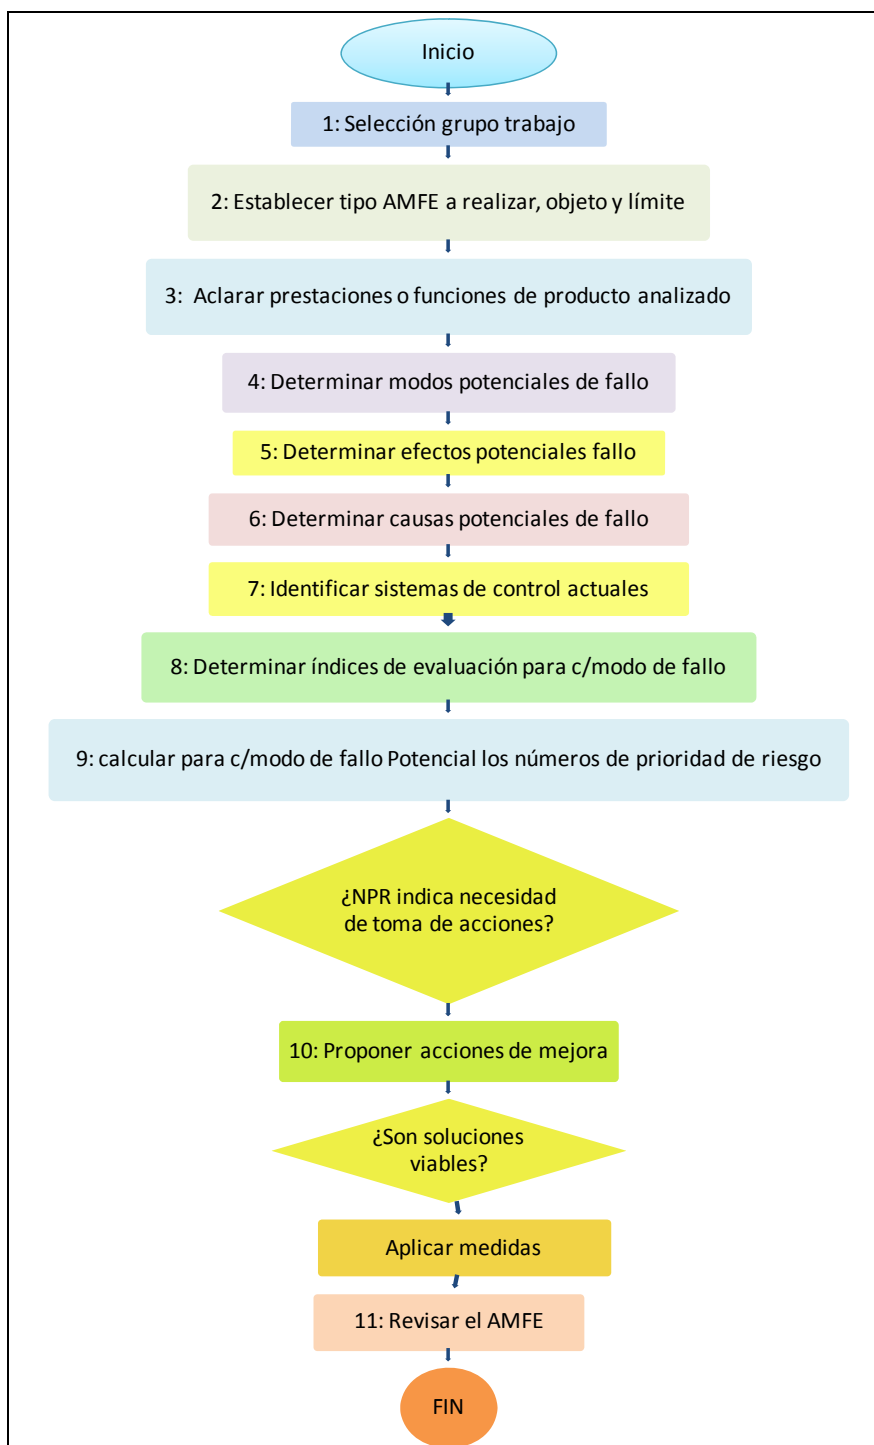 Inicio
1: Selección grupo trabajo
2: Establecer tipo AMFE a realizar, objeto y límite
3: Aclarar prestaciones o funciones de producto analizado
4: Determinar modos potenciales de fallo
5: Determinar efectos potenciales fallo
6: Determinar causas potenciales de fallo
7: Identificar sistemas de control actuales
8: Determinar índices de evaluación para c/modo de fallo
9: calcular para c/modo de fallo Potencial los números de prioridad de riesgo
¿NPR indica necesidad
de toma de acciones?
10: Proponer acciones de mejora
¿Son soluciones
viables?
Aplicar medidas
11: Revisar el AMFE
FIN